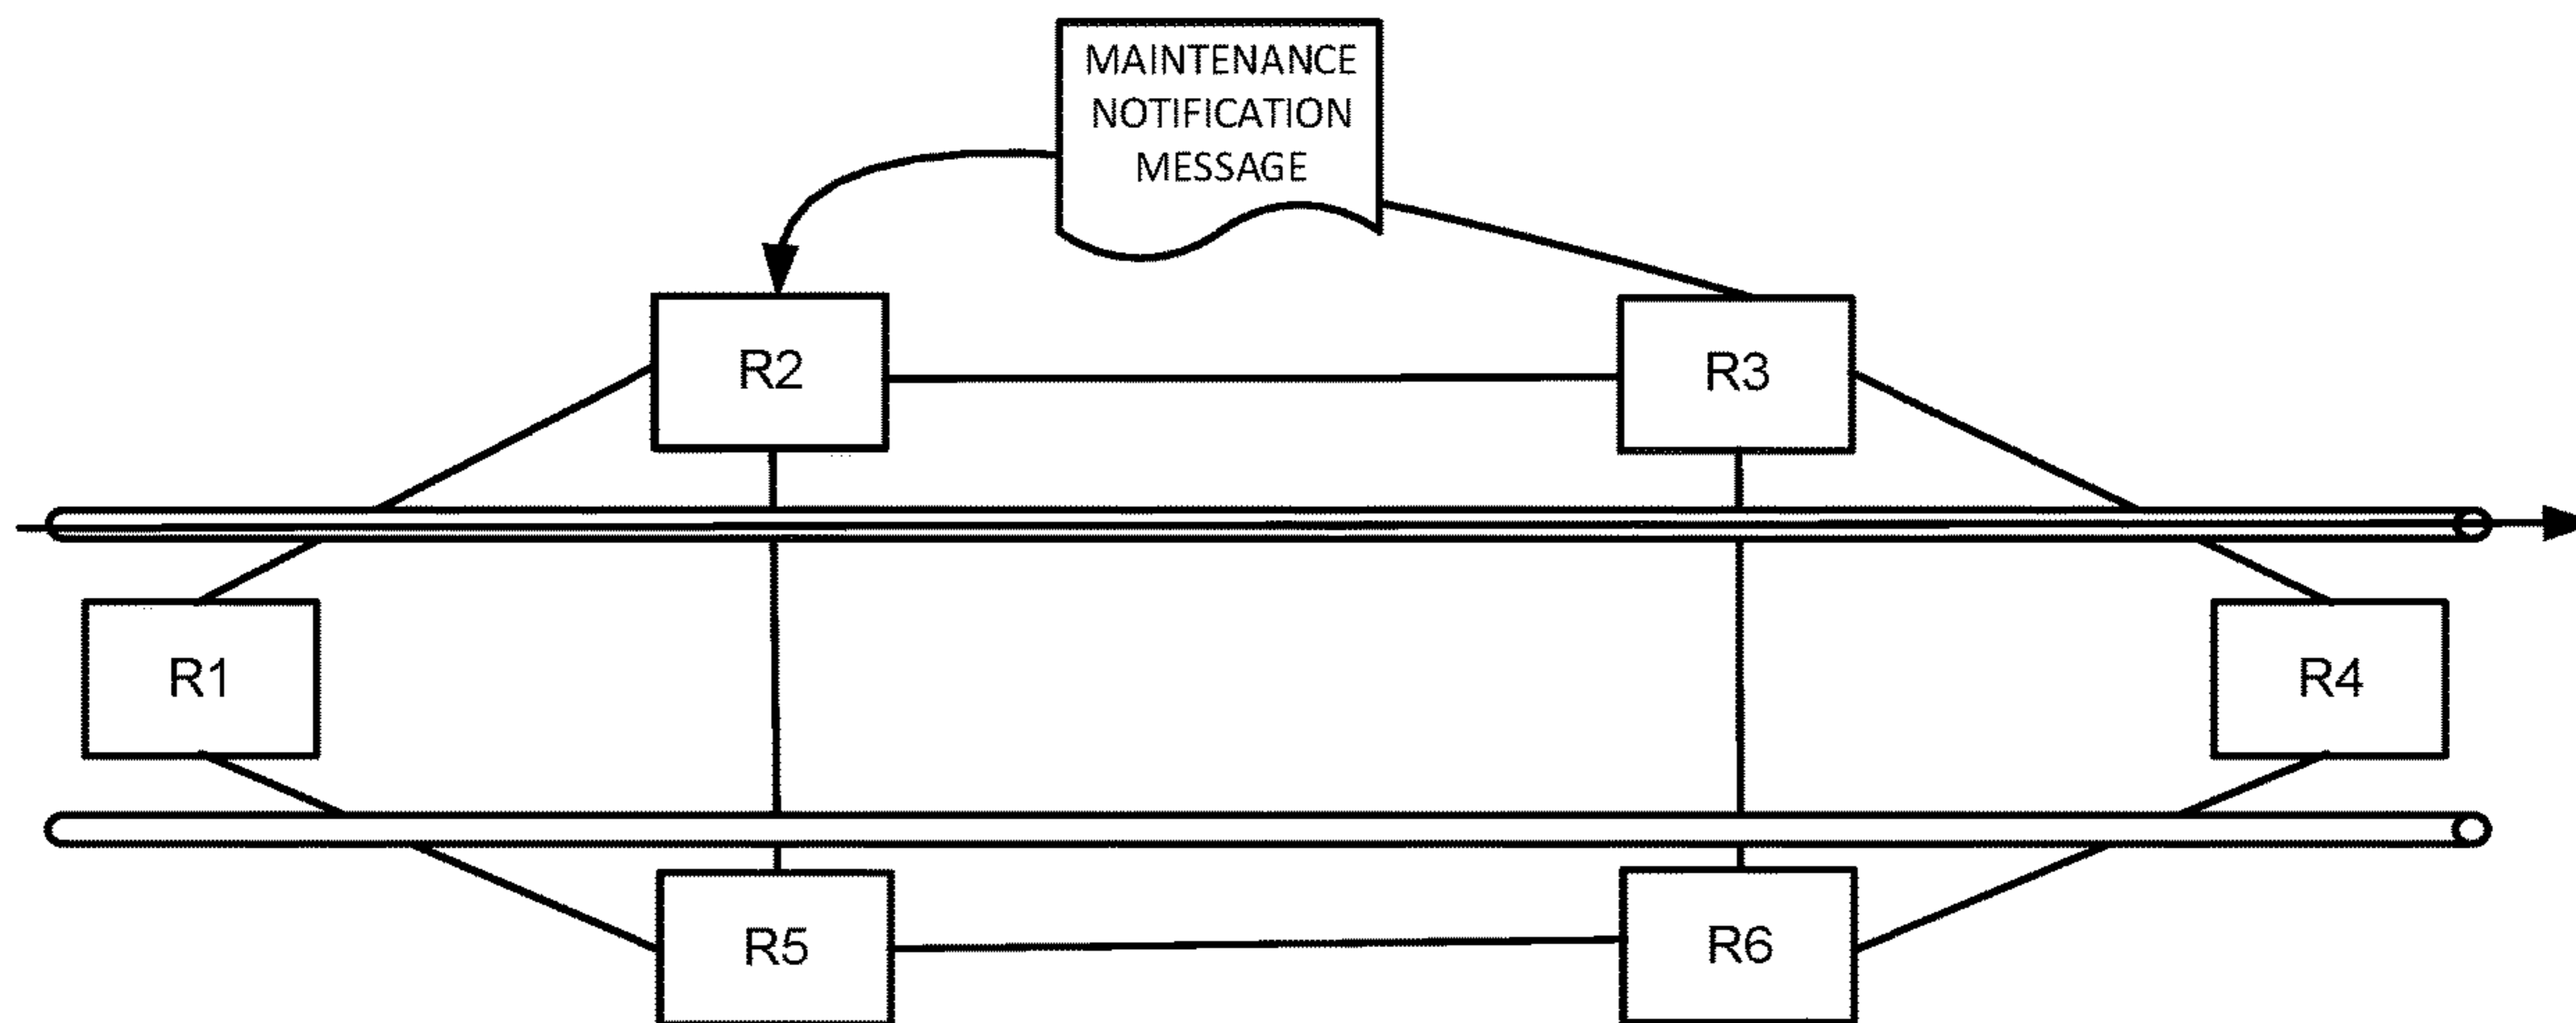 MAINTENANCE
NOTIFICATION
MESSAGE
R2
R3
R1
R4
R5
R6